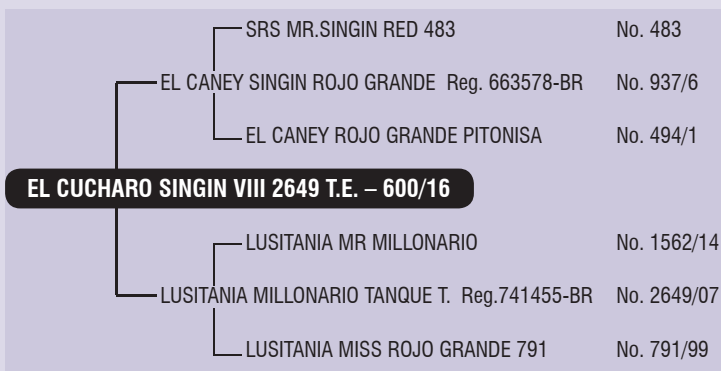 SRS MR.SINGIN RED 483 No. 483
EL CANEY SINGIN ROJO GRANDE Reg. 663578-BR No. 937/6
EL CANEY ROJO GRANDE PITONISA No. 494/1
EL CUCHARO SINGIN VIII 2649 T.E. – 600/16
LUSITANIA MR MILLONARIO No. 1562/14
LUSITANIA MILLONARIO TANQUE T. Reg.741455-BR No. 2649/07
LUSITANIA MISS ROJO GRANDE 791 No. 791/99